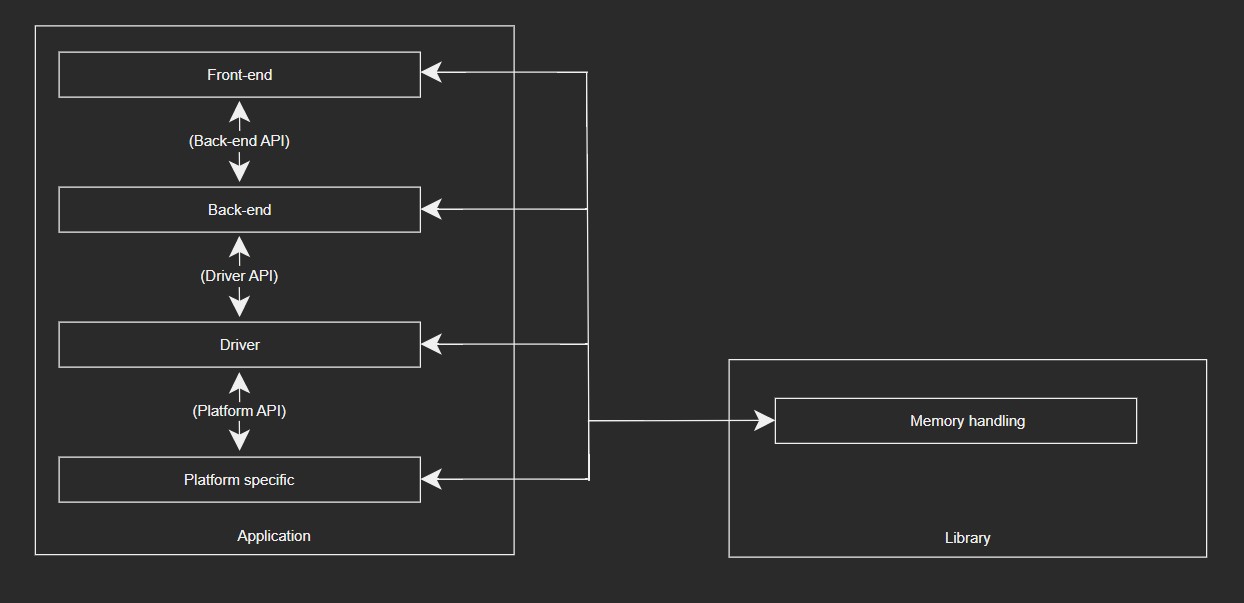 Front-end
(Back-end API)
Back-end
(Driver API)
Driver
(Platform API)
Platform specific
Application
Memory handling
Library